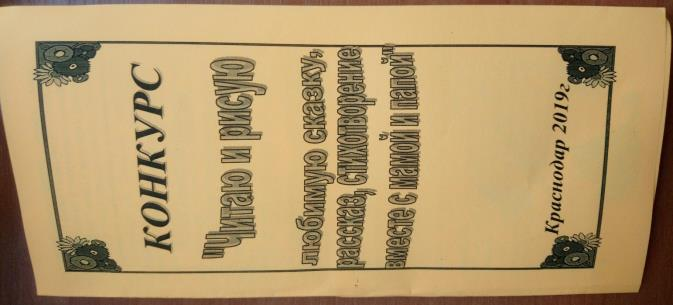 КОНКУРС
"Читаю и рисую
любимую сказку,
рассказ, стихотворение
вместе с мамой и папой"
Краснодар 2019г